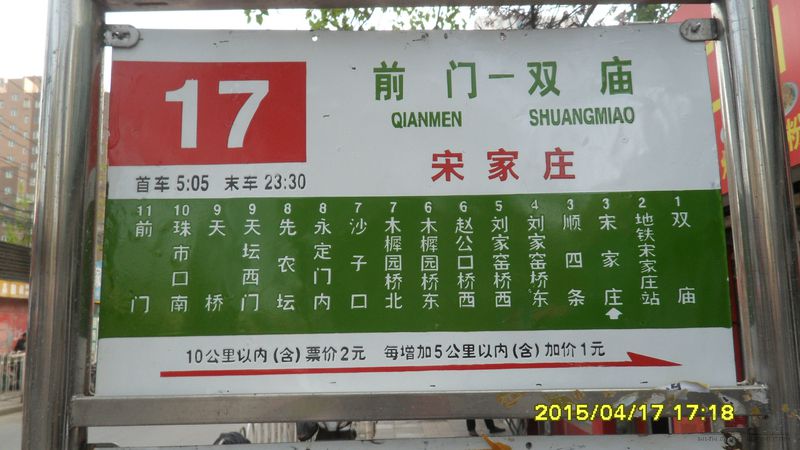 17
前门—双庙
QIANMEN SHUANGMIAO
宋家庄
首车 5:05 末车 23:30
11 前门
10 珠市口南
9 天桥
9 天坛西门
8 先农坛
8 永定门内
7 沙子口
7 木樨园桥北
6 木樨园桥东
6 赵公口桥西
5 刘家窑桥西
4 刘家窑桥东
3 顺四条
3 宋家庄
2 地铁宋家庄站
1 双庙
10公里以内(含)票价2元 每增加5公里以内(含)加价1元
2015/04/17 17:18